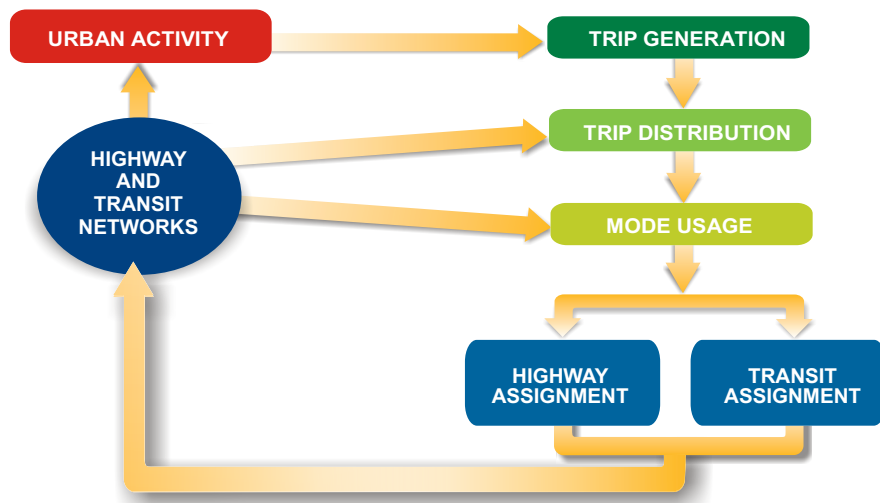 URBAN ACTIVITY
TRIP GENERATION
TRIP DISTRIBUTION
HIGHWAY
AND
TRANSIT
NETWORKS
MODE USAGE
HIGHWAY
ASSIGNMENT
TRANSIT
ASSIGNMENT